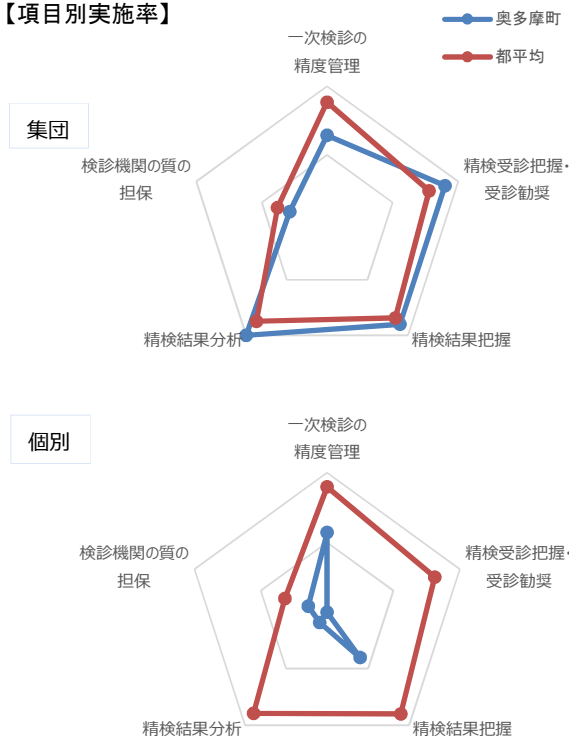 【項目別実施率】
奥多摩町
都平均
集団
一次検診の
精度管理
精検受診把握・
受診勧奨
精検結果把握
精検結果分析
検診機関の質の
担保
個別
一次検診の
精度管理
精検受診把握・
受診勧奨
精検結果把握
精検結果分析
検診機関の質の
担保